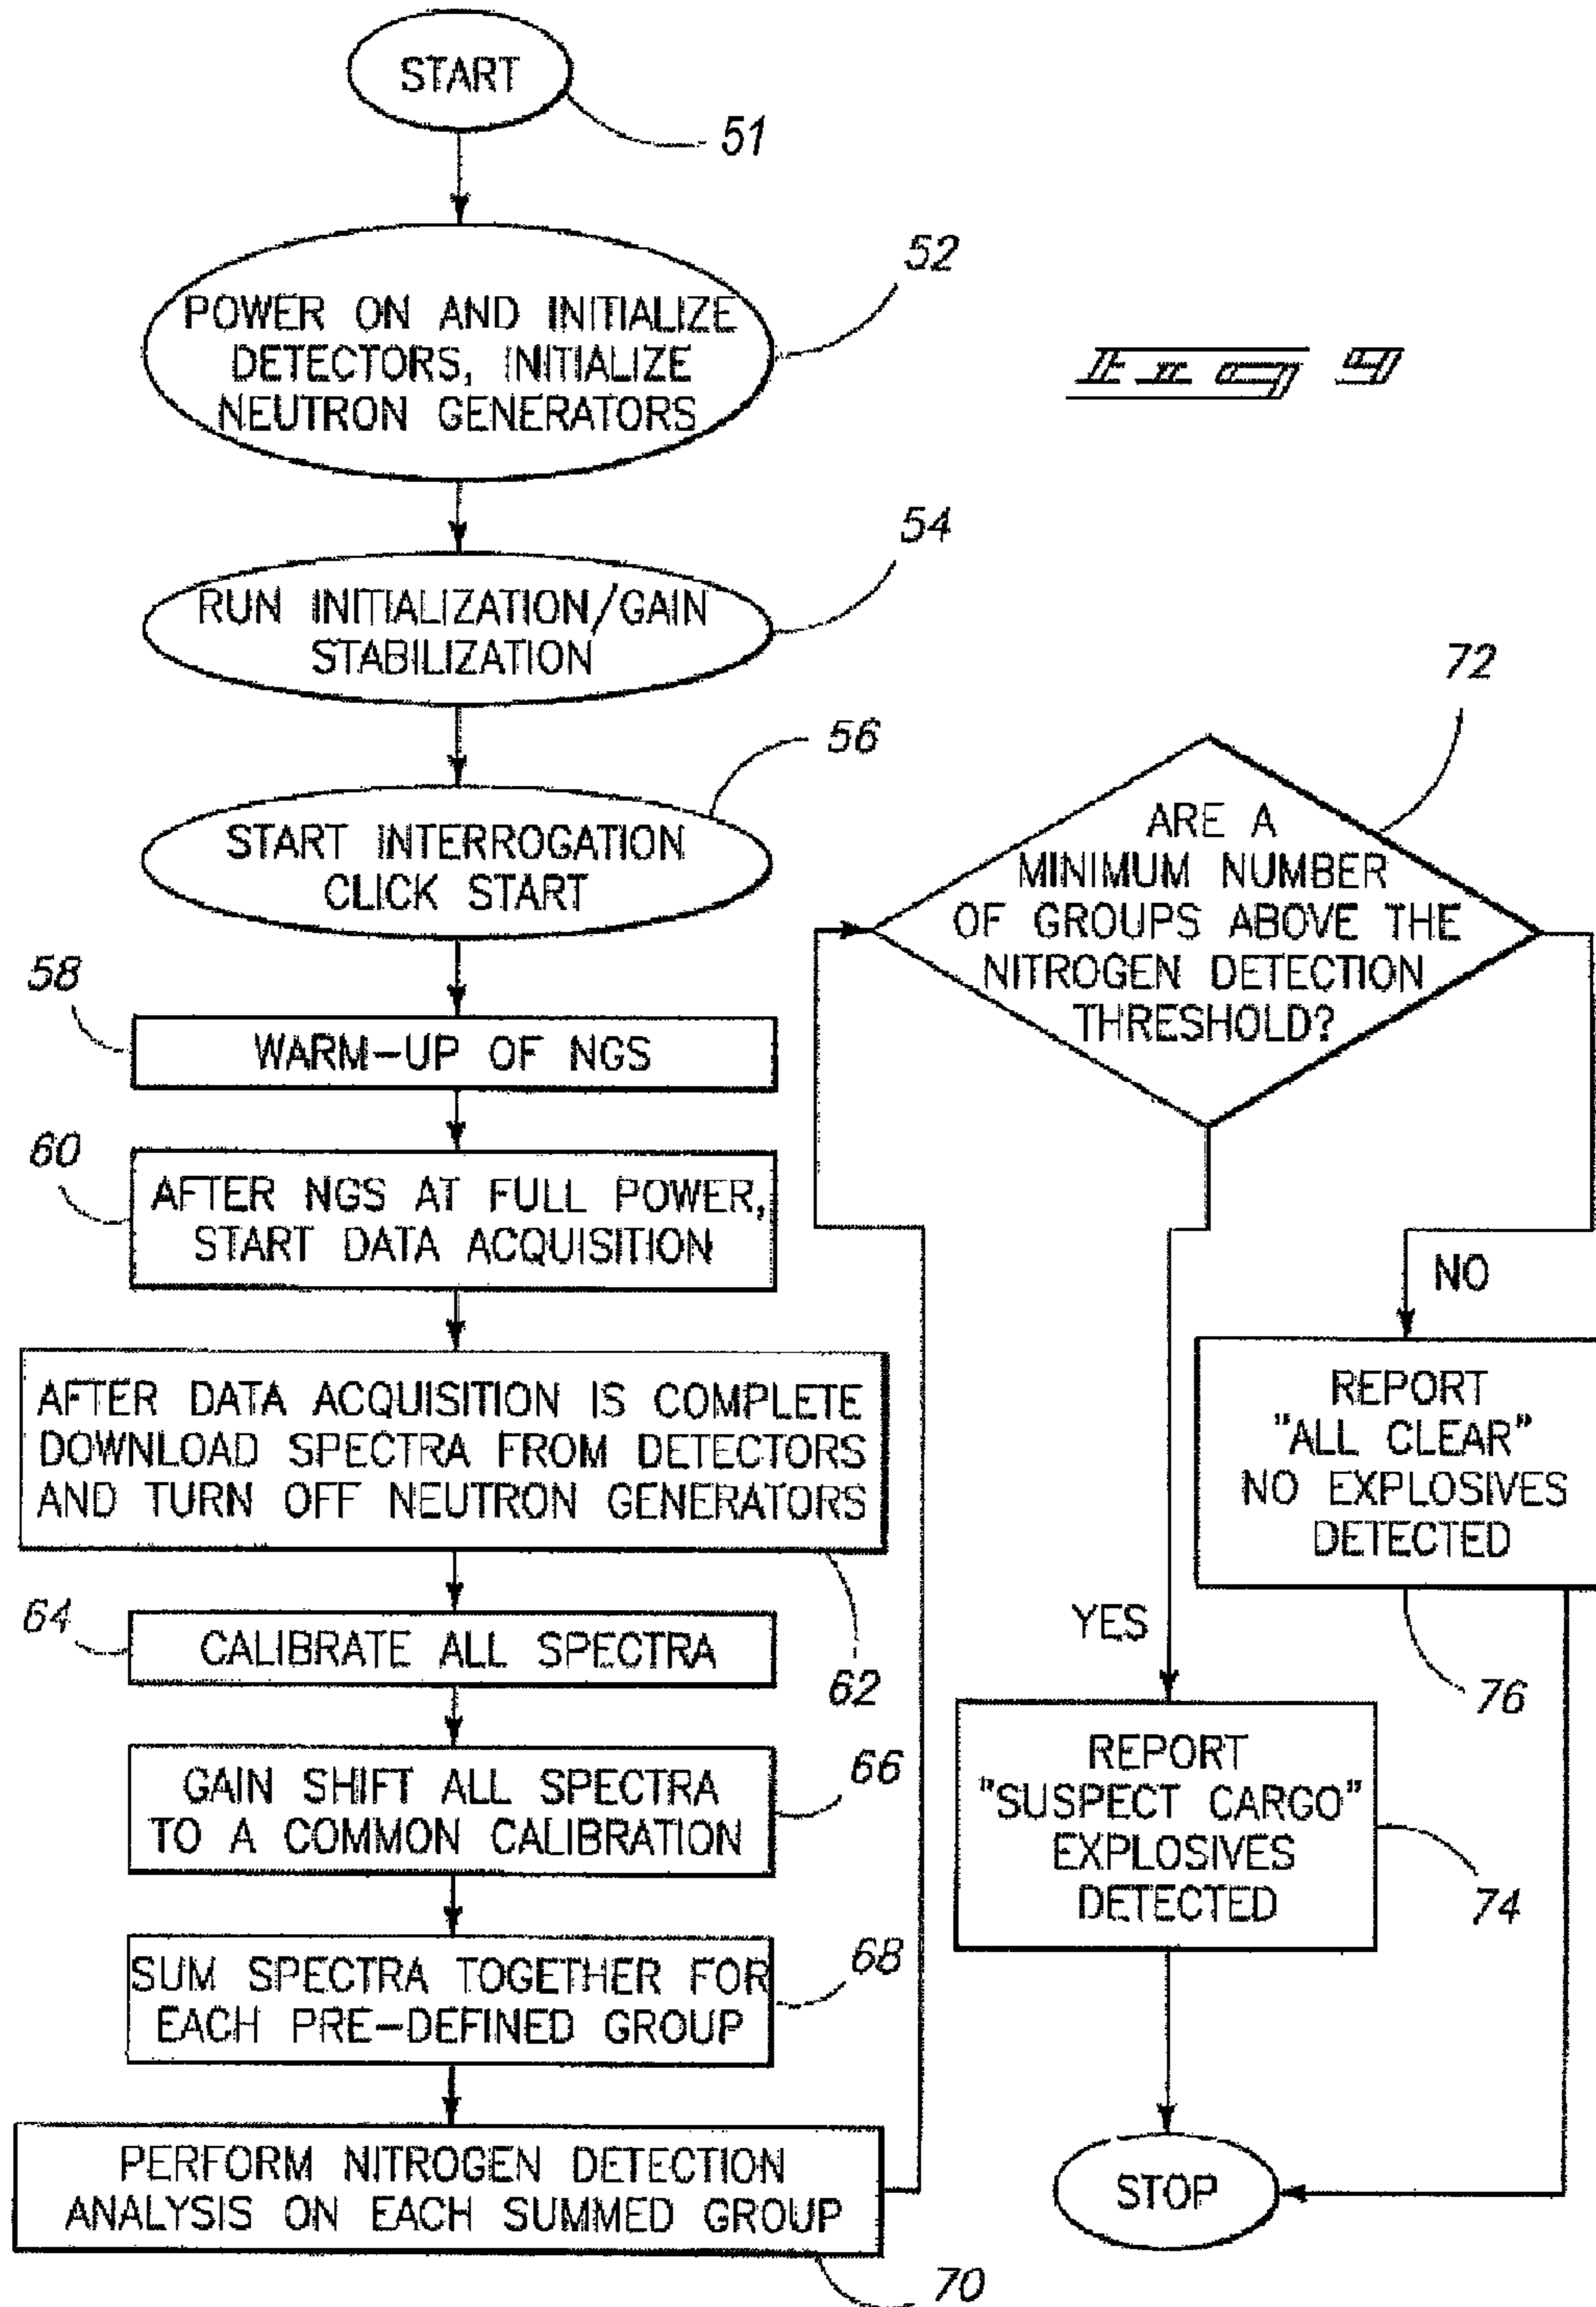 START
51
POWER ON AND INITIALIZE
DETECTORS, INITIALIZE
NEUTRON GENERATORS
52
FIG 9
RUN INITIALIZATION/GAIN
STABILIZATION
54
START INTERROGATION
CLICK START
56
58
WARM-UP OF NGS
60
AFTER NGS AT FULL POWER,
START DATA ACQUISITION
AFTER DATA ACQUISITION IS COMPLETE
DOWNLOAD SPECTRA FROM DETECTORS
AND TURN OFF NEUTRON GENERATORS
62
64
CALIBRATE ALL SPECTRA
GAIN SHIFT ALL SPECTRA
TO A COMMON CALIBRATION
66
SUM SPECTRA TOGETHER FOR
EACH PRE-DEFINED GROUP
68
PERFORM NITROGEN DETECTION
ANALYSIS ON EACH SUMMED GROUP
70
72
ARE A
MINIMUM NUMBER
OF GROUPS ABOVE THE
NITROGEN DETECTION
THRESHOLD?
NO
REPORT
"ALL CLEAR"
NO EXPLOSIVES
DETECTED
76
YES
REPORT
"SUSPECT CARGO"
EXPLOSIVES
DETECTED
74
STOP